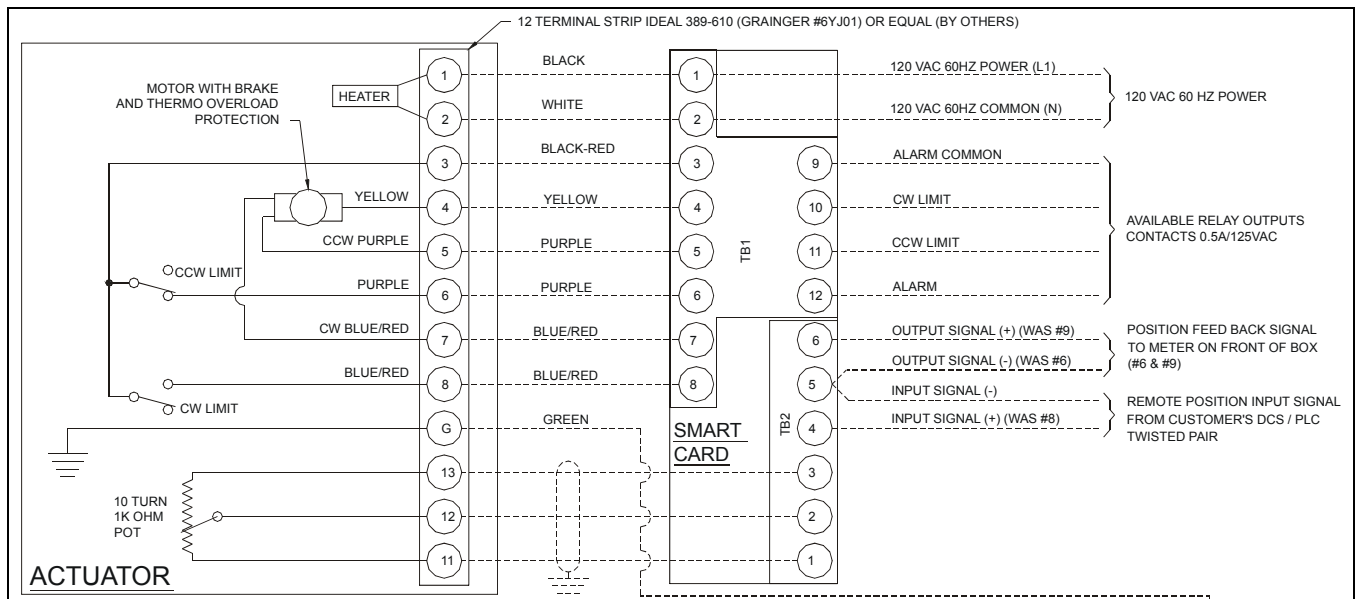 12 TERMINAL STRIP IDEAL 389-610 (GRAINGER #6YJ01) OR EQUAL (BY OTHERS)
MOTOR WITH BRAKE
AND THERMO OVERLOAD
PROTECTION
HEATER
1
BLACK
1
120 VAC 60HZ POWER (L1)
2
WHITE
2
120 VAC 60HZ COMMON (N)
120 VAC 60 HZ POWER
3
BLACK-RED
3
9
ALARM COMMON
YELLOW
4
YELLOW
4
10
CW LIMIT
AVAILABLE RELAY OUTPUTS
CONTACTS 0.5A/125VAC
CCW PURPLE
5
PURPLE
5
TB1
11
CCW LIMIT
CCW LIMIT
PURPLE
6
PURPLE
6
12
ALARM
CW BLUE/RED
7
BLUE/RED
7
6
OUTPUT SIGNAL (+) (WAS #9)
OUTPUT SIGNAL (-) (WAS #6)
POSITION FEED BACK SIGNAL
TO METER ON FRONT OF BOX
(#6 & #9)
BLUE/RED
8
BLUE/RED
8
5
INPUT SIGNAL (-)
CW LIMIT
G
GREEN
SMART
CARD
TB2
4
INPUT SIGNAL (+) (WAS #8)
REMOTE POSITION INPUT SIGNAL
FROM CUSTOMER'S DCS / PLC
TWISTED PAIR
13
3
10 TURN
1K OHM
POT
12
2
11
1
ACTUATOR